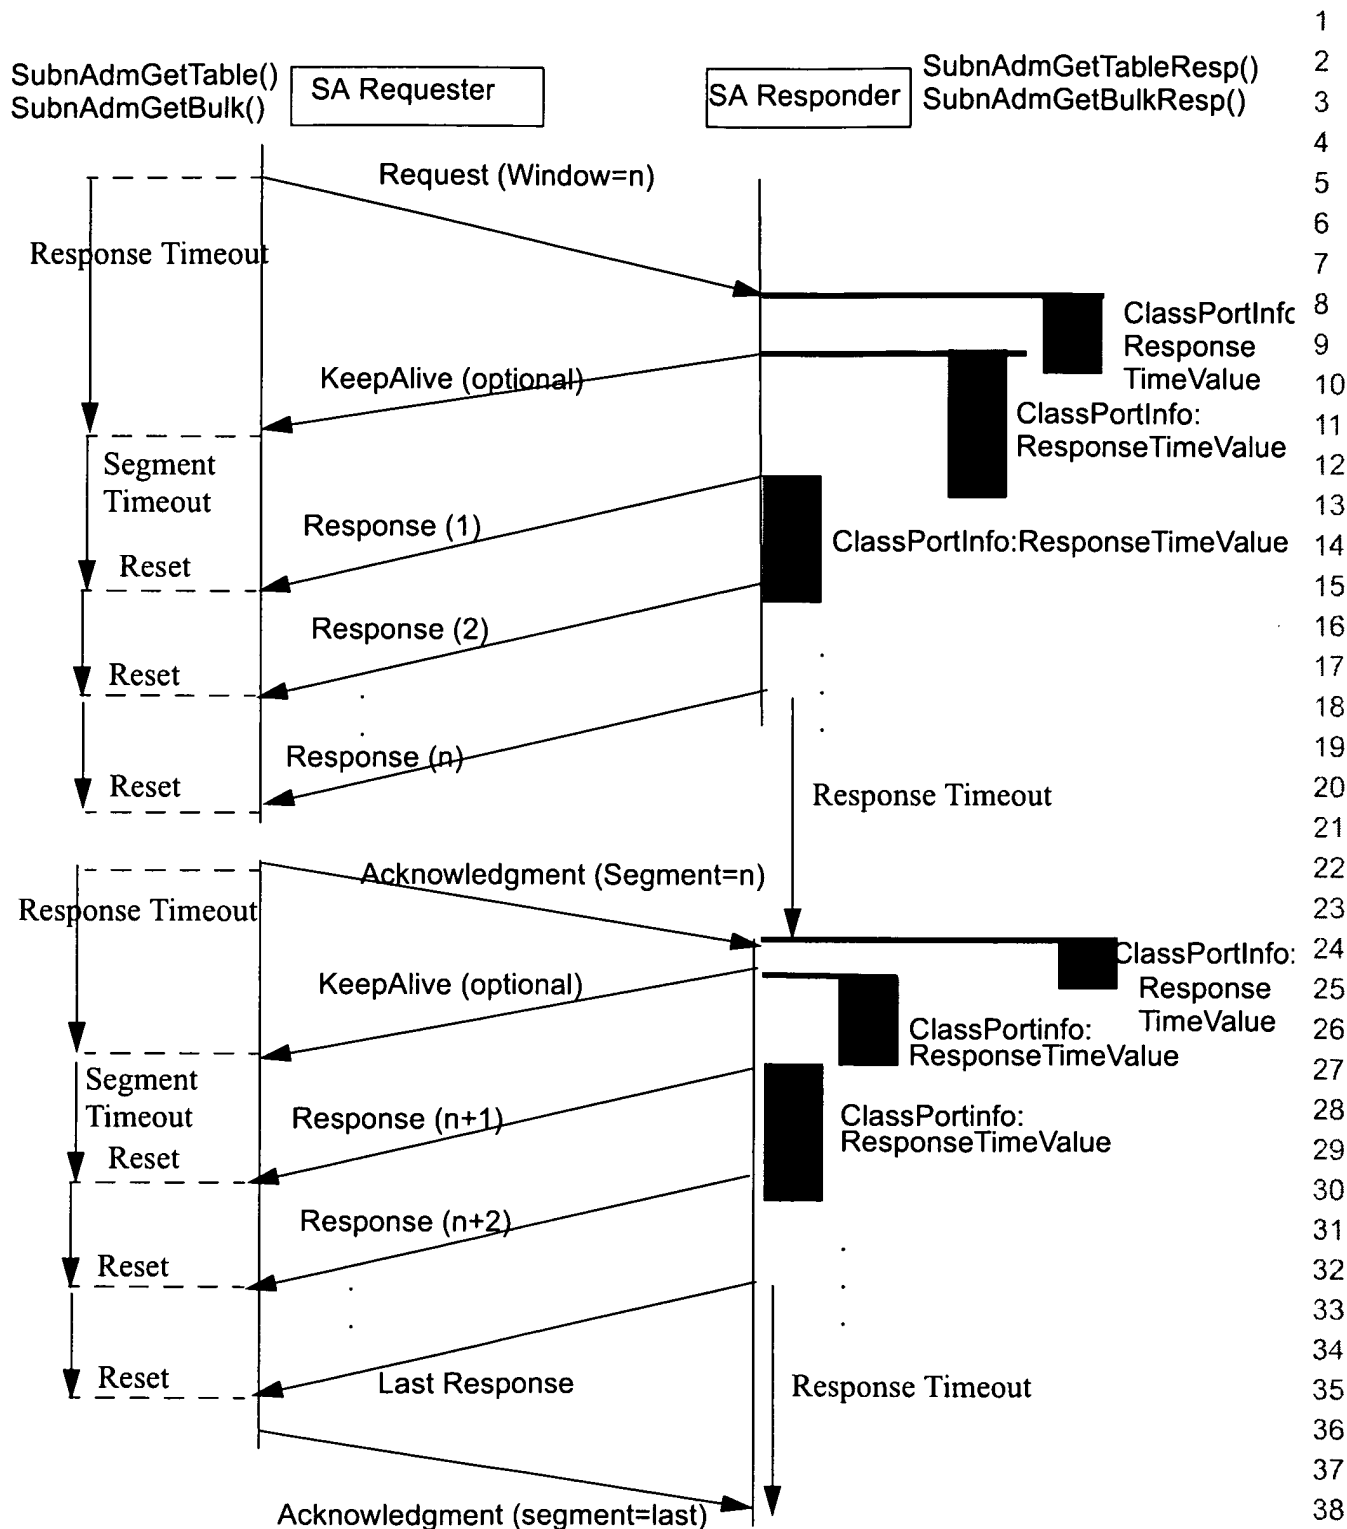 1
SubnAdmGetTable()
SubnAdmGetBulk()
SA Requester
SA Responder
SubnAdmGetTableResp()
SubnAdmGetBulkResp()
2
3
4
Request (Window=n)
5
6
Response Timeout
7
8
ClassPortInfo
Response
TimeValue
9
KeepAlive (optional)
10
ClassPortInfo:
ResponseTimeValue
11
Segment
Timeout
12
13
Response (1)
ClassPortInfo:ResponseTimeValue
14
Reset
15
Response (2)
16
Reset
17
18
Response (n)
19
Reset
Response Timeout
20
21
Acknowledgment (Segment=n)
22
Response Timeout
23
ClassPortInfo:
Response
TimeValue
24
KeepAlive (optional)
25
ClassPortinfo:
ResponseTimeValue
26
Segment
Timeout
27
Response (n+1)
ClassPortinfo:
ResponseTimeValue
28
Reset
29
30
Response (n+2)
31
Reset
32
33
34
Reset
Last Response
Response Timeout
35
36
37
Acknowledgment (segment=last)
38